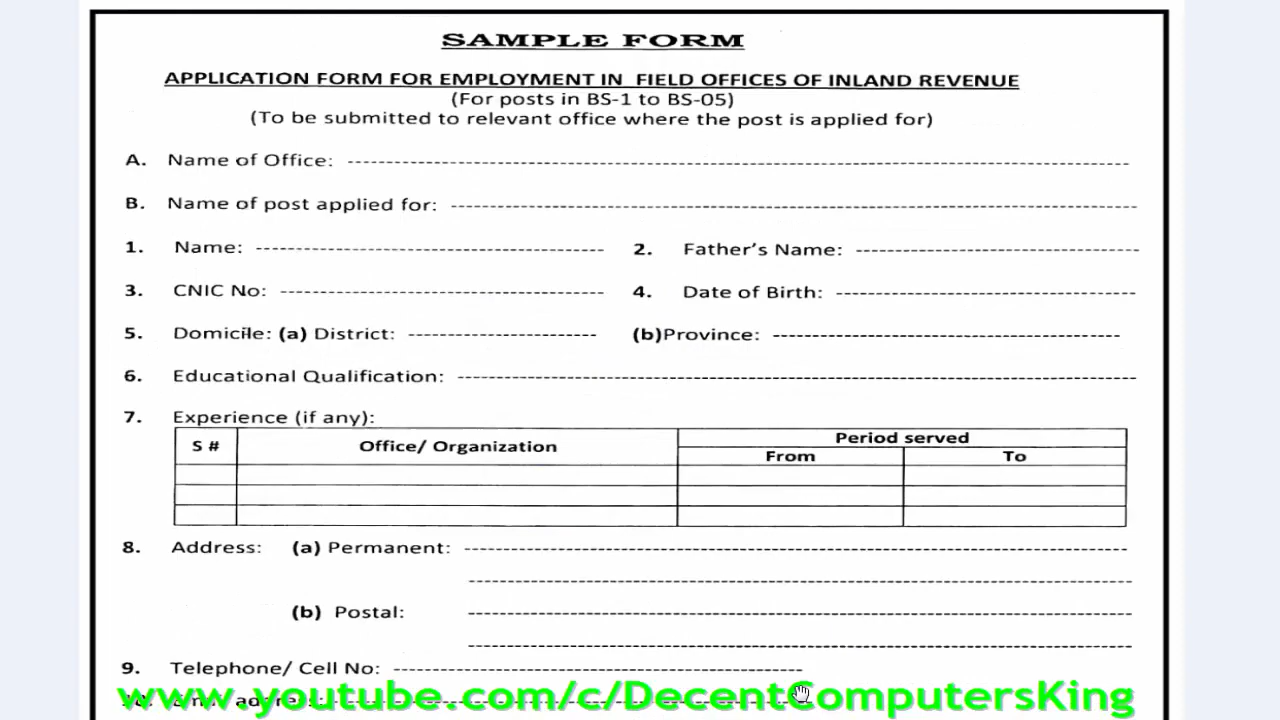 SAMPLE FORM
APPLICATION FORM FOR EMPLOYMENT IN FIELD OFFICES OF INLAND REVENUE
(For posts in BS-1 to BS-05)
(To be submitted to relevant office where the post is applied for)
A. Name of Office:
B. Name of post applied for:
1. Name: 2. Father's Name:
3. CNIC No: 4. Date of Birth:
5. Domicile: (a) District: (b)Province:
6. Educational Qualification:
7. Experience (if any):
S # Office/ Organization Period served
From To
8. Address: (a) Permanent:
(b) Postal:
9. Telephone/ Cell No:
www.youtube.com/c/DecentComputersKing